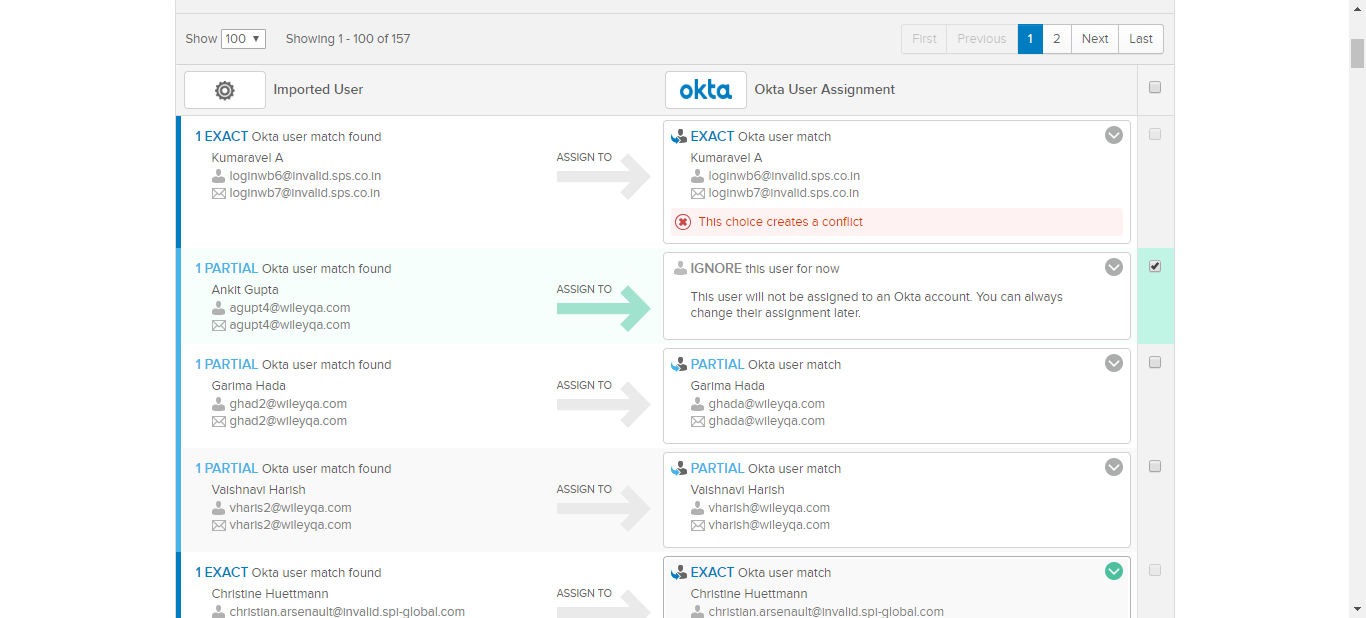 Show 100 Showing 1 - 100 of 157 First Previous 1 2 Next Last
Imported User okta Okta User Assignment
1 EXACT Okta user match found
Kumaravel A
loginwb6@invalid.sps.co.in
loginwb7@invalid.sps.co.in
ASSIGN TO
EXACT Okta user match
Kumaravel A
loginwb6@invalid.sps.co.in
loginwb7@invalid.sps.co.in
This choice creates a conflict
1 PARTIAL Okta user match found
Ankit Gupta
agupt4@wileyqa.com
agupt4@wileyqa.com
ASSIGN TO
IGNORE this user for now
This user will not be assigned to an Okta account. You can always
change their assignment later.
1 PARTIAL Okta user match found
Garima Hada
ghad2@wileyqa.com
ghad2@wileyqa.com
ASSIGN TO
PARTIAL Okta user match
Garima Hada
ghada@wileyqa.com
ghada@wileyqa.com
1 PARTIAL Okta user match found
Vaishnavi Harish
vharis2@wileyqa.com
vharis2@wileyqa.com
ASSIGN TO
PARTIAL Okta user match
Vaishnavi Harish
vharish@wileyqa.com
vharish@wileyqa.com
1 EXACT Okta user match found
Christine Huettmann
christian.arsenault@invalid.spi-global.com
ASSIGN TO
EXACT Okta user match
Christine Huettmann
christian.arsenault@invalid.spi-global.com